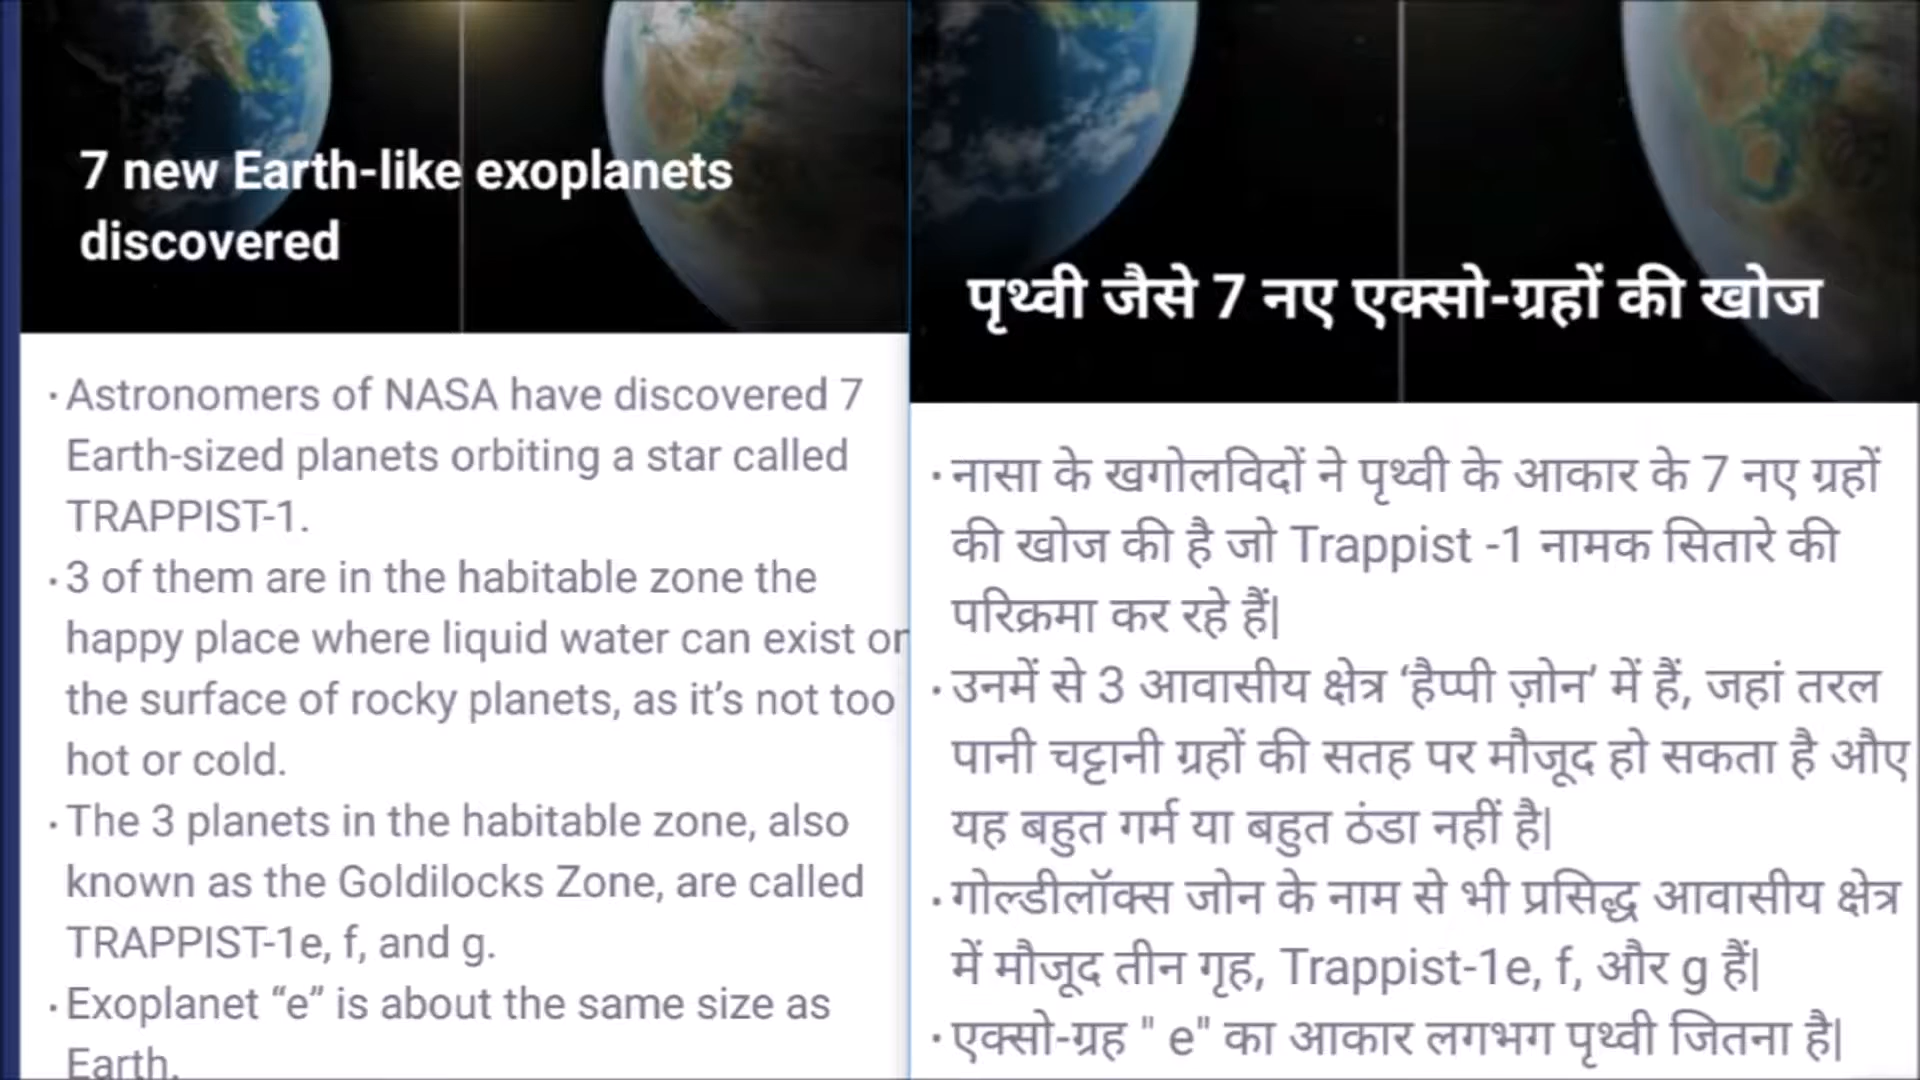 7 new Earth-like exoplanets
discovered
· Astronomers of NASA have discovered 7
Earth-sized planets orbiting a star called
TRAPPIST-1.
· 3 of them are in the habitable zone the
happy place where liquid water can exist on
the surface of rocky planets, as it’s not too
hot or cold.
· The 3 planets in the habitable zone, also
known as the Goldilocks Zone, are called
TRAPPIST-1e, f, and g.
· Exoplanet “e” is about the same size as
Earth.
पृथ्वी जैसे 7 नए एक्सो-ग्रहों की खोज
· नासा के खगोलविदों ने पृथ्वी के आकार के 7 नए ग्रहों
की खोज की है जो Trappist -1 नामक सितारे की
परिक्रमा कर रहे हैं|
· उनमें से 3 आवासीय क्षेत्र ‘हैप्पी ज़ोन’ में हैं, जहां तरल
पानी चट्टानी ग्रहों की सतह पर मौजूद हो सकता है औए
यह बहुत गर्म या बहुत ठंडा नहीं है|
· गोल्डीलॉक्स जोन के नाम से भी प्रसिद्ध आवासीय क्षेत्र
में मौजूद तीन गृह, Trappist-1e, f, और g हैं|
· एक्सो-ग्रह " e" का आकार लगभग पृथ्वी जितना है|